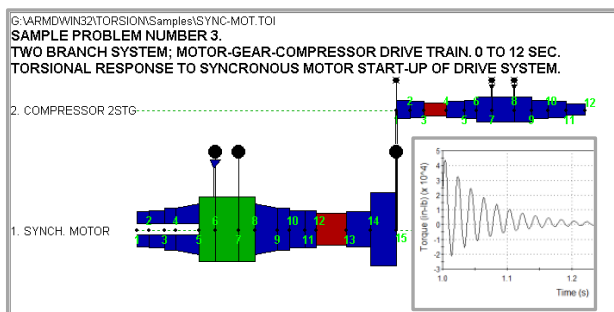 G:\ARMDWIN32\TORSION\Samples\SYNC-MOT.TOI
SAMPLE PROBLEM NUMBER 3.
TWO BRANCH SYSTEM; MOTOR-GEAR-COMPRESSOR DRIVE TRAIN. 0 TO 12 SEC.
TORSIONAL RESPONSE TO SYNCRONOUS MOTOR START-UP OF DRIVE SYSTEM.
2. COMPRESSOR 2STG
2 4 6 8 10 12
1 3 5 7 9 11
1. SYNCH. MOTOR
2 4 6 8 10 12 14
1 3 5 7 9 11 13 15
Torque (in-lb) (x 10^4)
5
4
3
2
1
0
-1
-2
-3
1.0 1.1 1.2
Time (s)